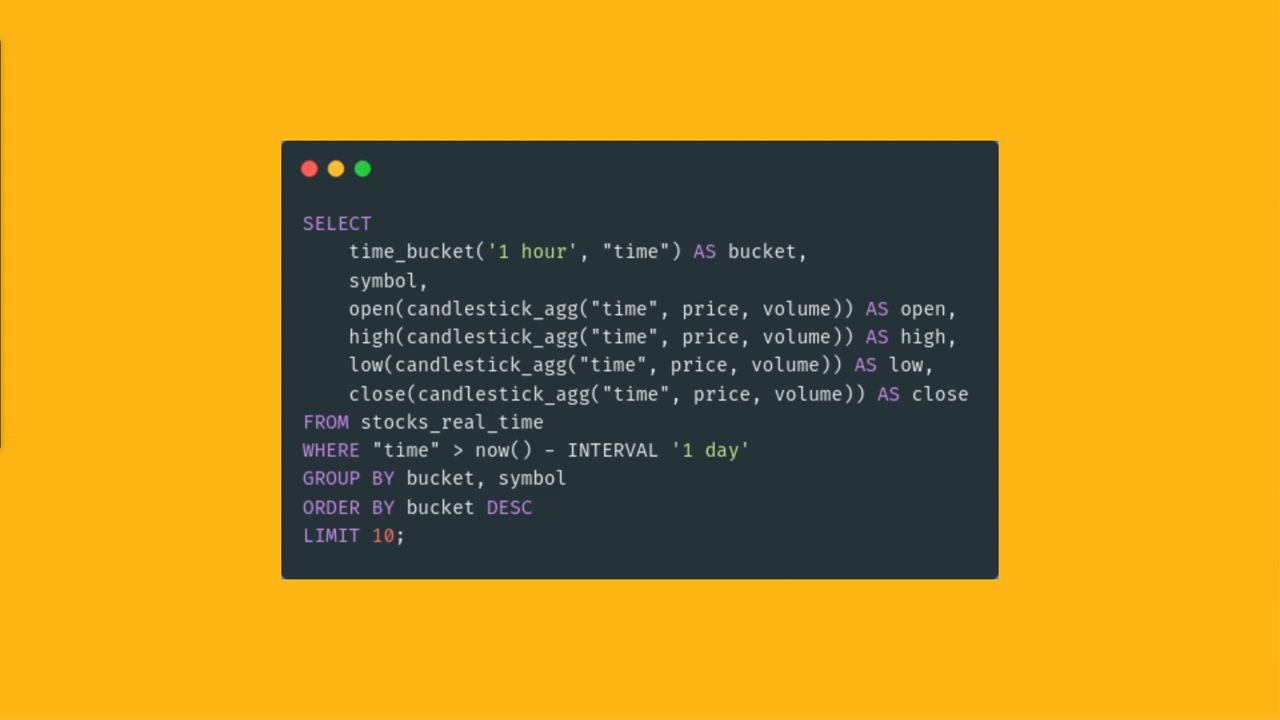 SELECT
    time_bucket('1 hour', "time") AS bucket,
    symbol,
    open(candlestick_agg("time", price, volume)) AS open,
    high(candlestick_agg("time", price, volume)) AS high,
    low(candlestick_agg("time", price, volume)) AS low,
    close(candlestick_agg("time", price, volume)) AS close
FROM stocks_real_time
WHERE "time" > now() - INTERVAL '1 day'
GROUP BY bucket, symbol
ORDER BY bucket DESC
LIMIT 10;